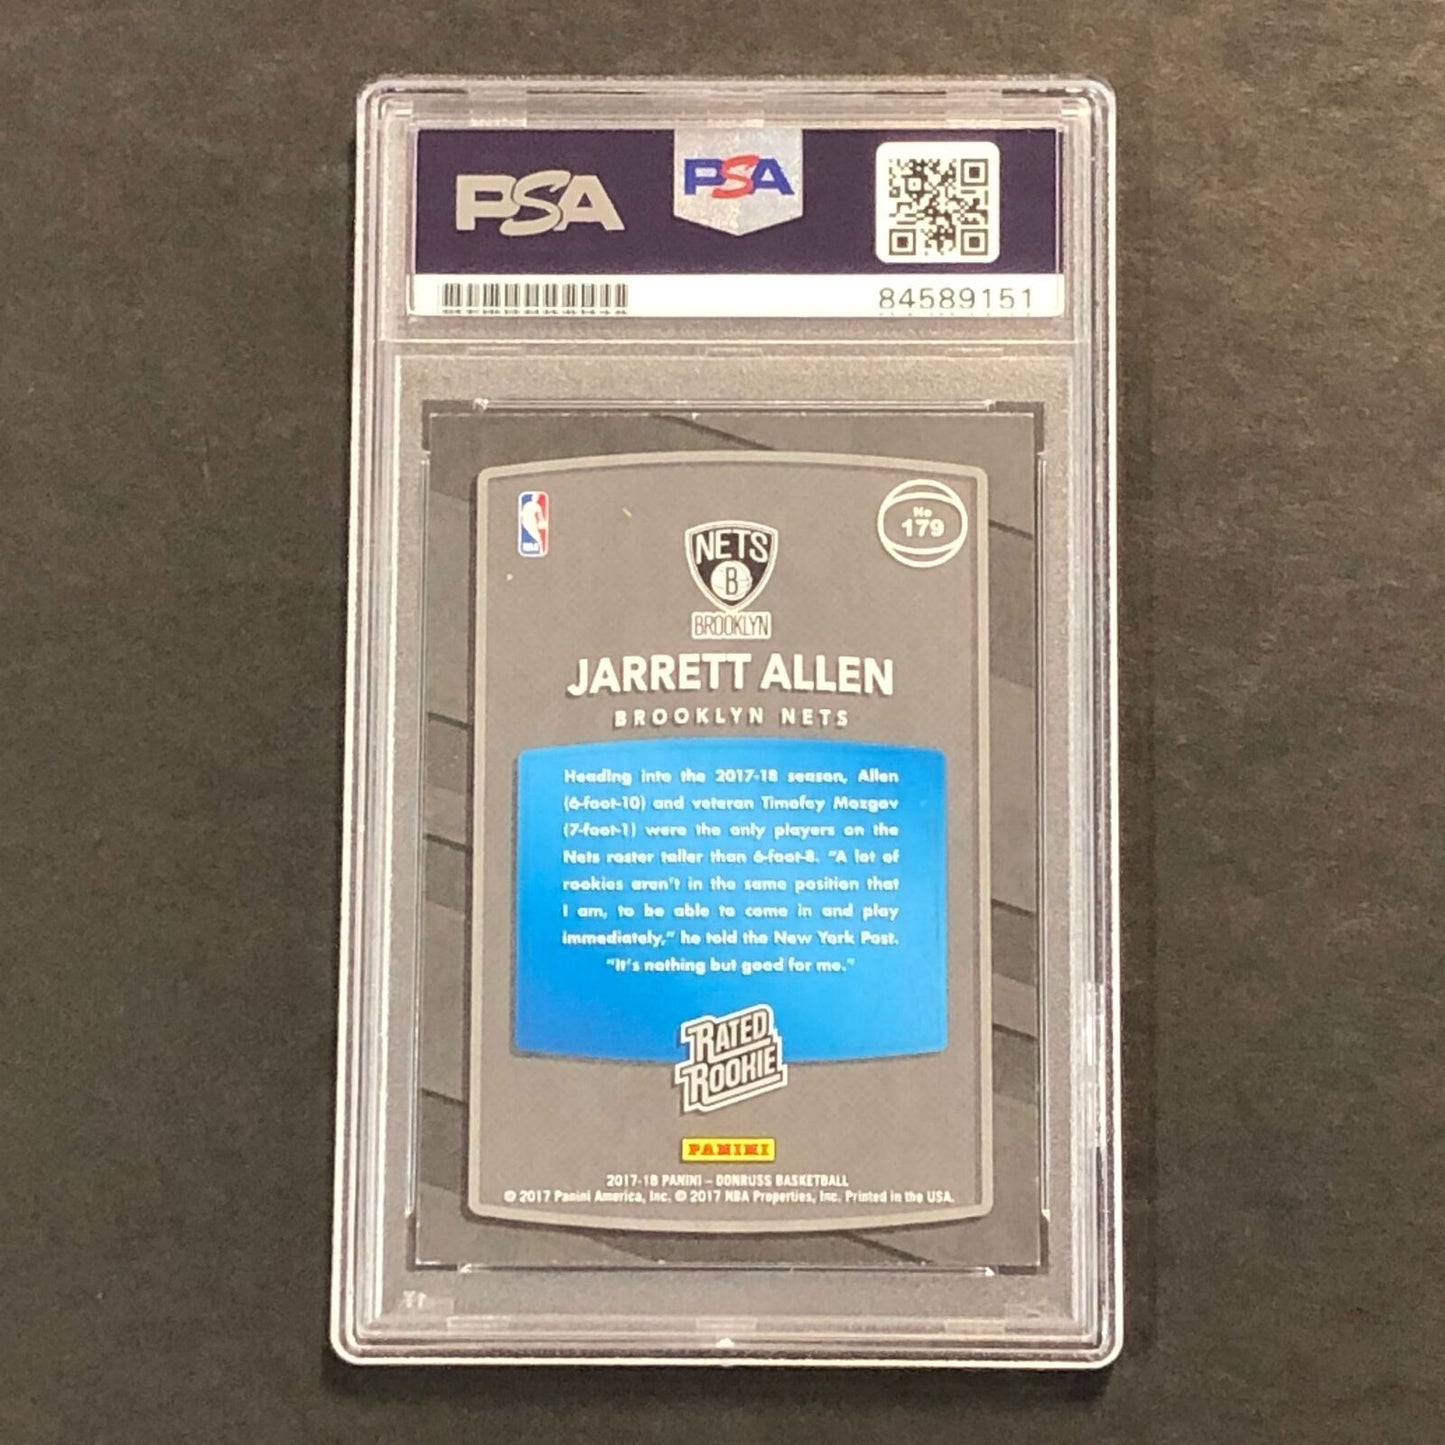 PSA
PSA
84589151
NBA
No
179
NETS
B
BROOKLYN
JARRETT ALLEN
BROOKLYN NETS
Heading into the 2017-18 season, Allen
(6-foot-10) and veteran Timofey Mozgov
(7-foot-1) were the only players on the
Nets roster taller than 6-foot-8. "A lot of
rookies aren't in the same position that
I am, to be able to come in and play
immediately," he told the New York Post.
"It's nothing but good for me."
RATED
ROOKIE
PANINI
2017-18 PANINI – DONRUSS BASKETBALL
© 2017 Panini America, Inc. © 2017 NBA Properties, Inc. Printed in the USA.